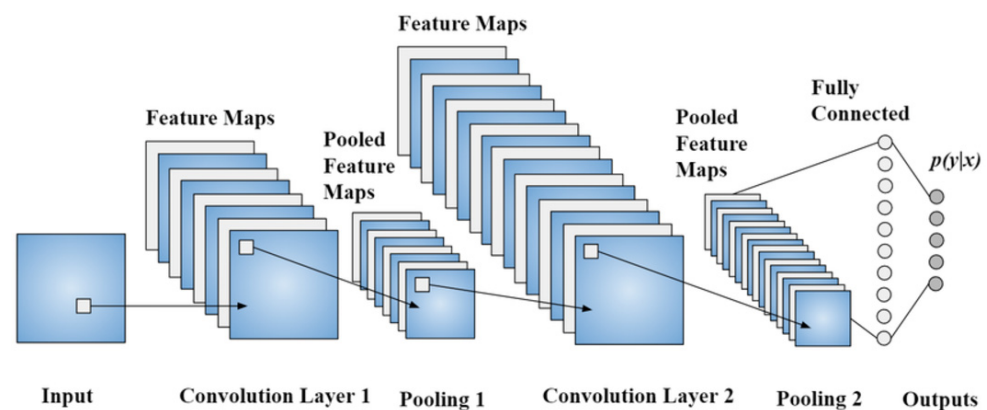 Feature Maps
Feature Maps
Pooled
Feature
Maps
Pooled
Feature
Maps
Fully
Connected
p(y|x)
Input
Convolution Layer 1
Pooling 1
Convolution Layer 2
Pooling 2
Outputs